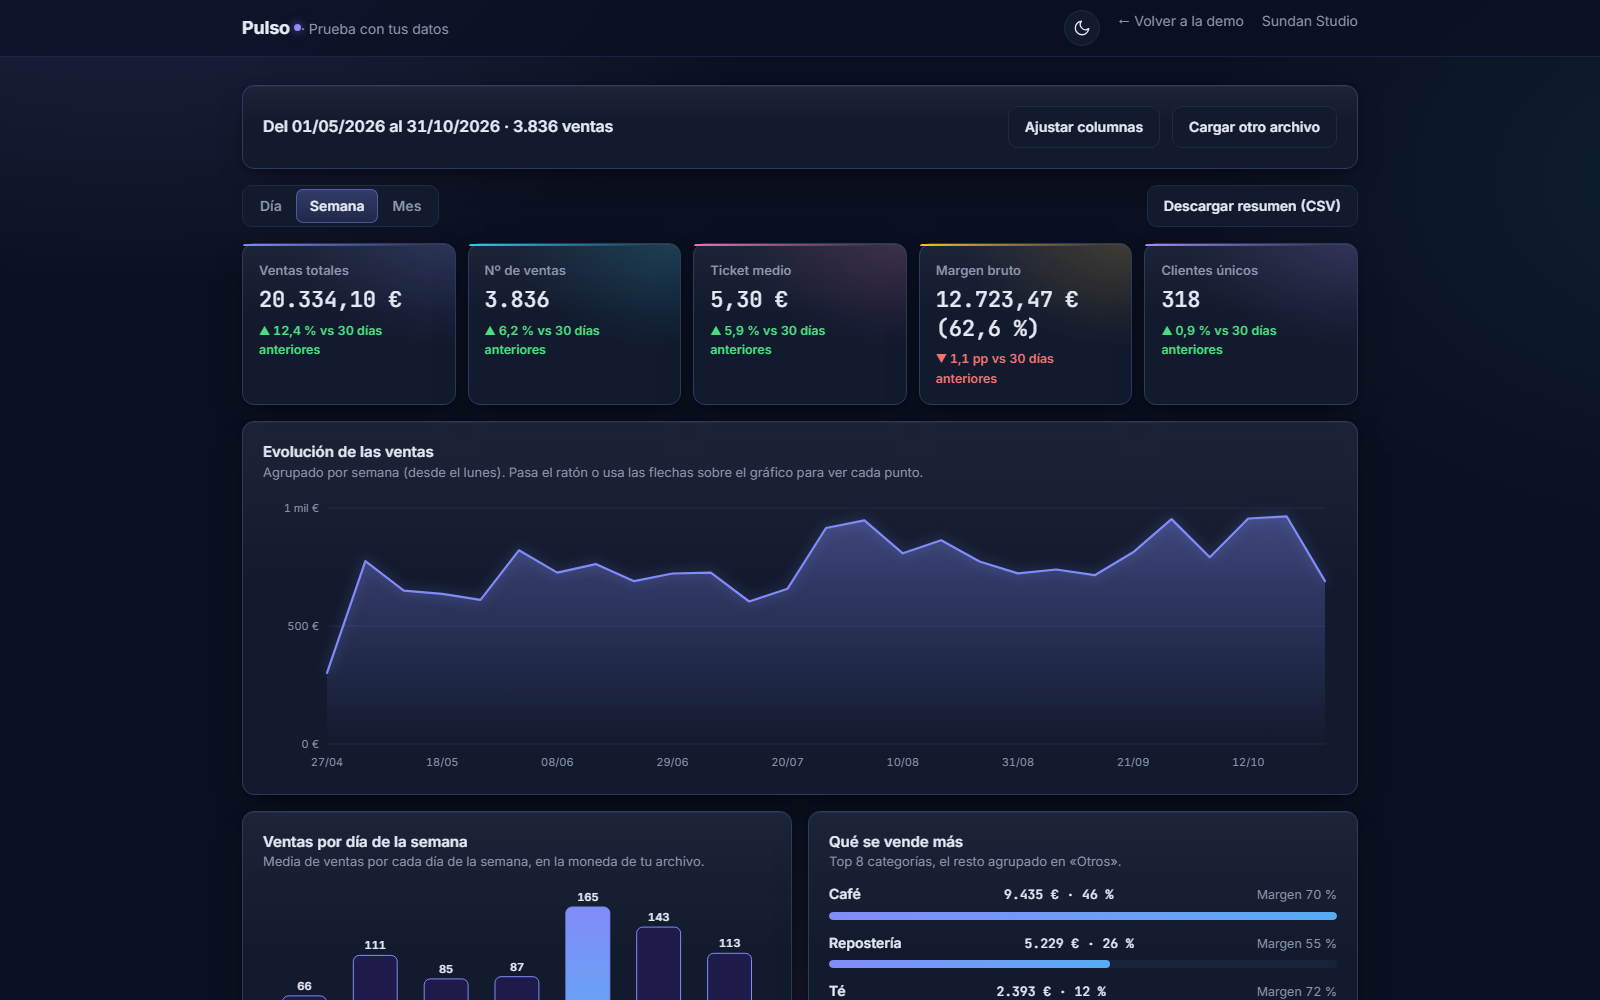 Pulso · Prueba con tus datos
← Volver a la demo
Sundan Studio
Del 01/05/2026 al 31/10/2026 · 3.836 ventas
Ajustar columnas
Cargar otro archivo
Día
Semana
Mes
Descargar resumen (CSV)
Ventas totales
20.334,10 €
▲ 12,4 % vs 30 días
anteriores
Nº de ventas
3.836
▲ 6,2 % vs 30 días
anteriores
Ticket medio
5,30 €
▲ 5,9 % vs 30 días
anteriores
Margen bruto
12.723,47 €
(62,6 %)
▼ 1,1 pp vs 30 días
anteriores
Clientes únicos
318
▲ 0,9 % vs 30 días
anteriores
Evolución de las ventas
Agrupado por semana (desde el lunes). Pasa el ratón o usa las flechas sobre el gráfico para ver cada punto.
1 mil €
500 €
0 €
27/04
18/05
08/06
29/06
20/07
10/08
31/08
21/09
12/10
Ventas por día de la semana
Media de ventas por cada día de la semana, en la moneda de tu archivo.
66
111
85
87
165
143
113
Qué se vende más
Top 8 categorías, el resto agrupado en «Otros».
Café 9.435 € · 46 % Margen 70 %
Repostería 5.229 € · 26 % Margen 55 %
Té 2.393 € · 12 % Margen 72 %